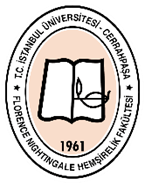 T.C. İSTANBUL ÜNİVERSİTESİ-CERRAHPAŞA
FLORENCE NIGHTINGALE HEMŞİRELİK FAKÜLTESİ
1961